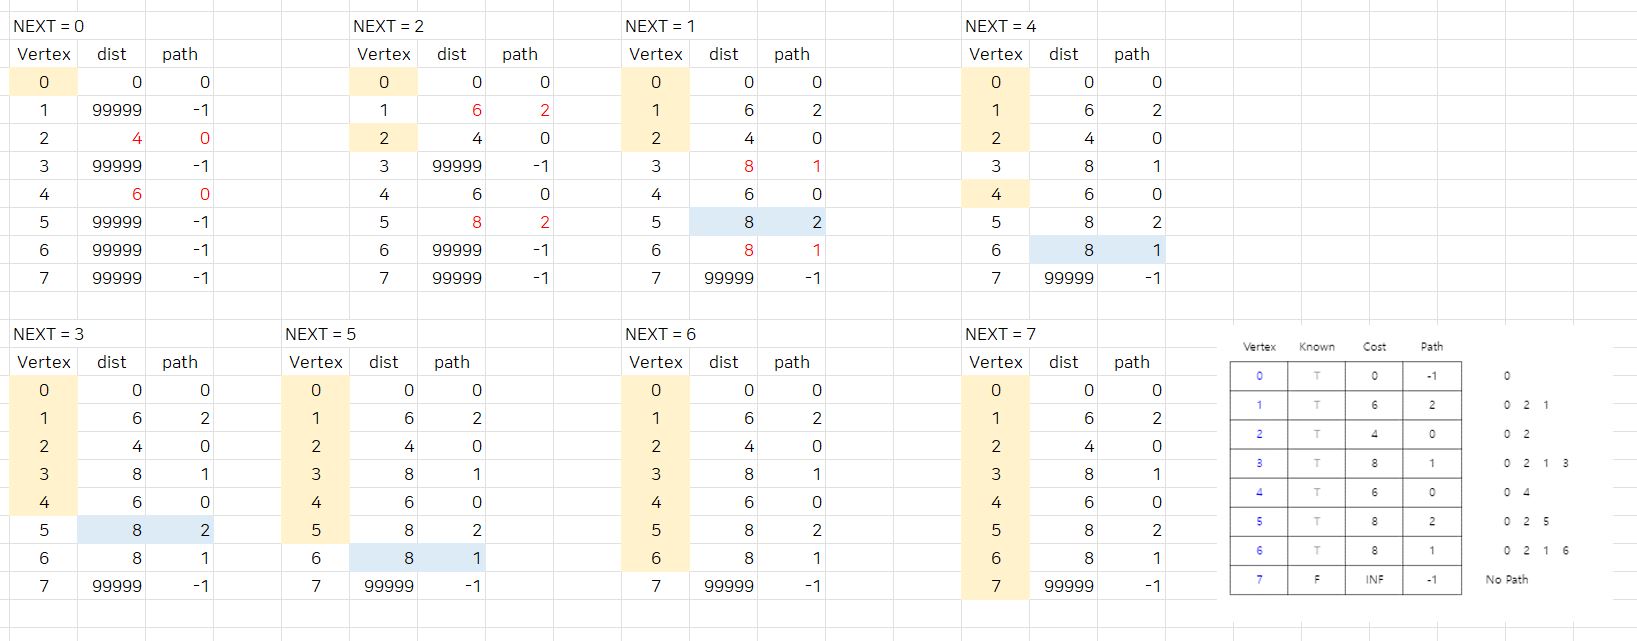 NEXT = 0 NEXT = 2 NEXT = 1 NEXT = 4
Vertex dist path Vertex dist path Vertex dist path Vertex dist path
0 0 0 0 0 0 0 0 0 0 0 0
1 99999 -1 1 6 2 1 6 2 1 6 2
2 4 0 2 4 0 2 4 0 2 4 0
3 99999 -1 3 99999 -1 3 8 1 3 8 1
4 6 0 4 6 0 4 6 0 4 6 0
5 99999 -1 5 8 2 5 8 2 5 8 2
6 99999 -1 6 99999 -1 6 8 1 6 8 1
7 99999 -1 7 99999 -1 7 99999 -1 7 99999 -1
NEXT = 3 NEXT = 5 NEXT = 6 NEXT = 7
Vertex dist path Vertex dist path Vertex dist path Vertex dist path
0 0 0 0 0 0 0 0 0 0 0 0
1 6 2 1 6 2 1 6 2 1 6 2
2 4 0 2 4 0 2 4 0 2 4 0
3 8 1 3 8 1 3 8 1 3 8 1
4 6 0 4 6 0 4 6 0 4 6 0
5 8 2 5 8 2 5 8 2 5 8 2
6 8 1 6 8 1 6 8 1 6 8 1
7 99999 -1 7 99999 -1 7 99999 -1 7 99999 -1
Vertex Known Cost Path
0 T 0 -1 0
1 T 6 2 0 2 1
2 T 4 0 0 2
3 T 8 1 0 2 1 3
4 T 6 0 0 4
5 T 8 2 0 2 5
6 T 8 1 0 2 1 6
7 F INF -1 No Path